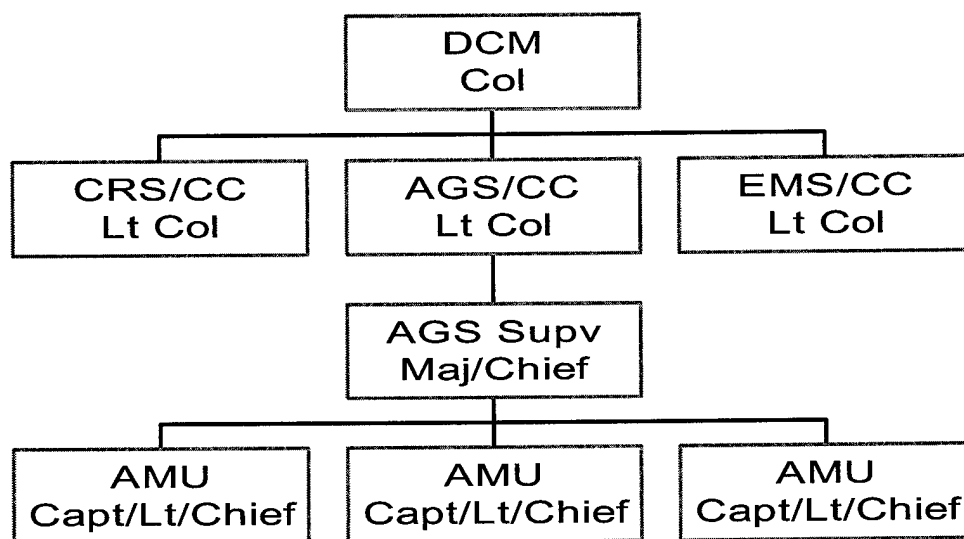 DCM
Col
CRS/CC
Lt Col
AGS/CC
Lt Col
EMS/CC
Lt Col
AGS Supv
Maj/Chief
AMU
Capt/Lt/Chief
AMU
Capt/Lt/Chief
AMU
Capt/Lt/Chief